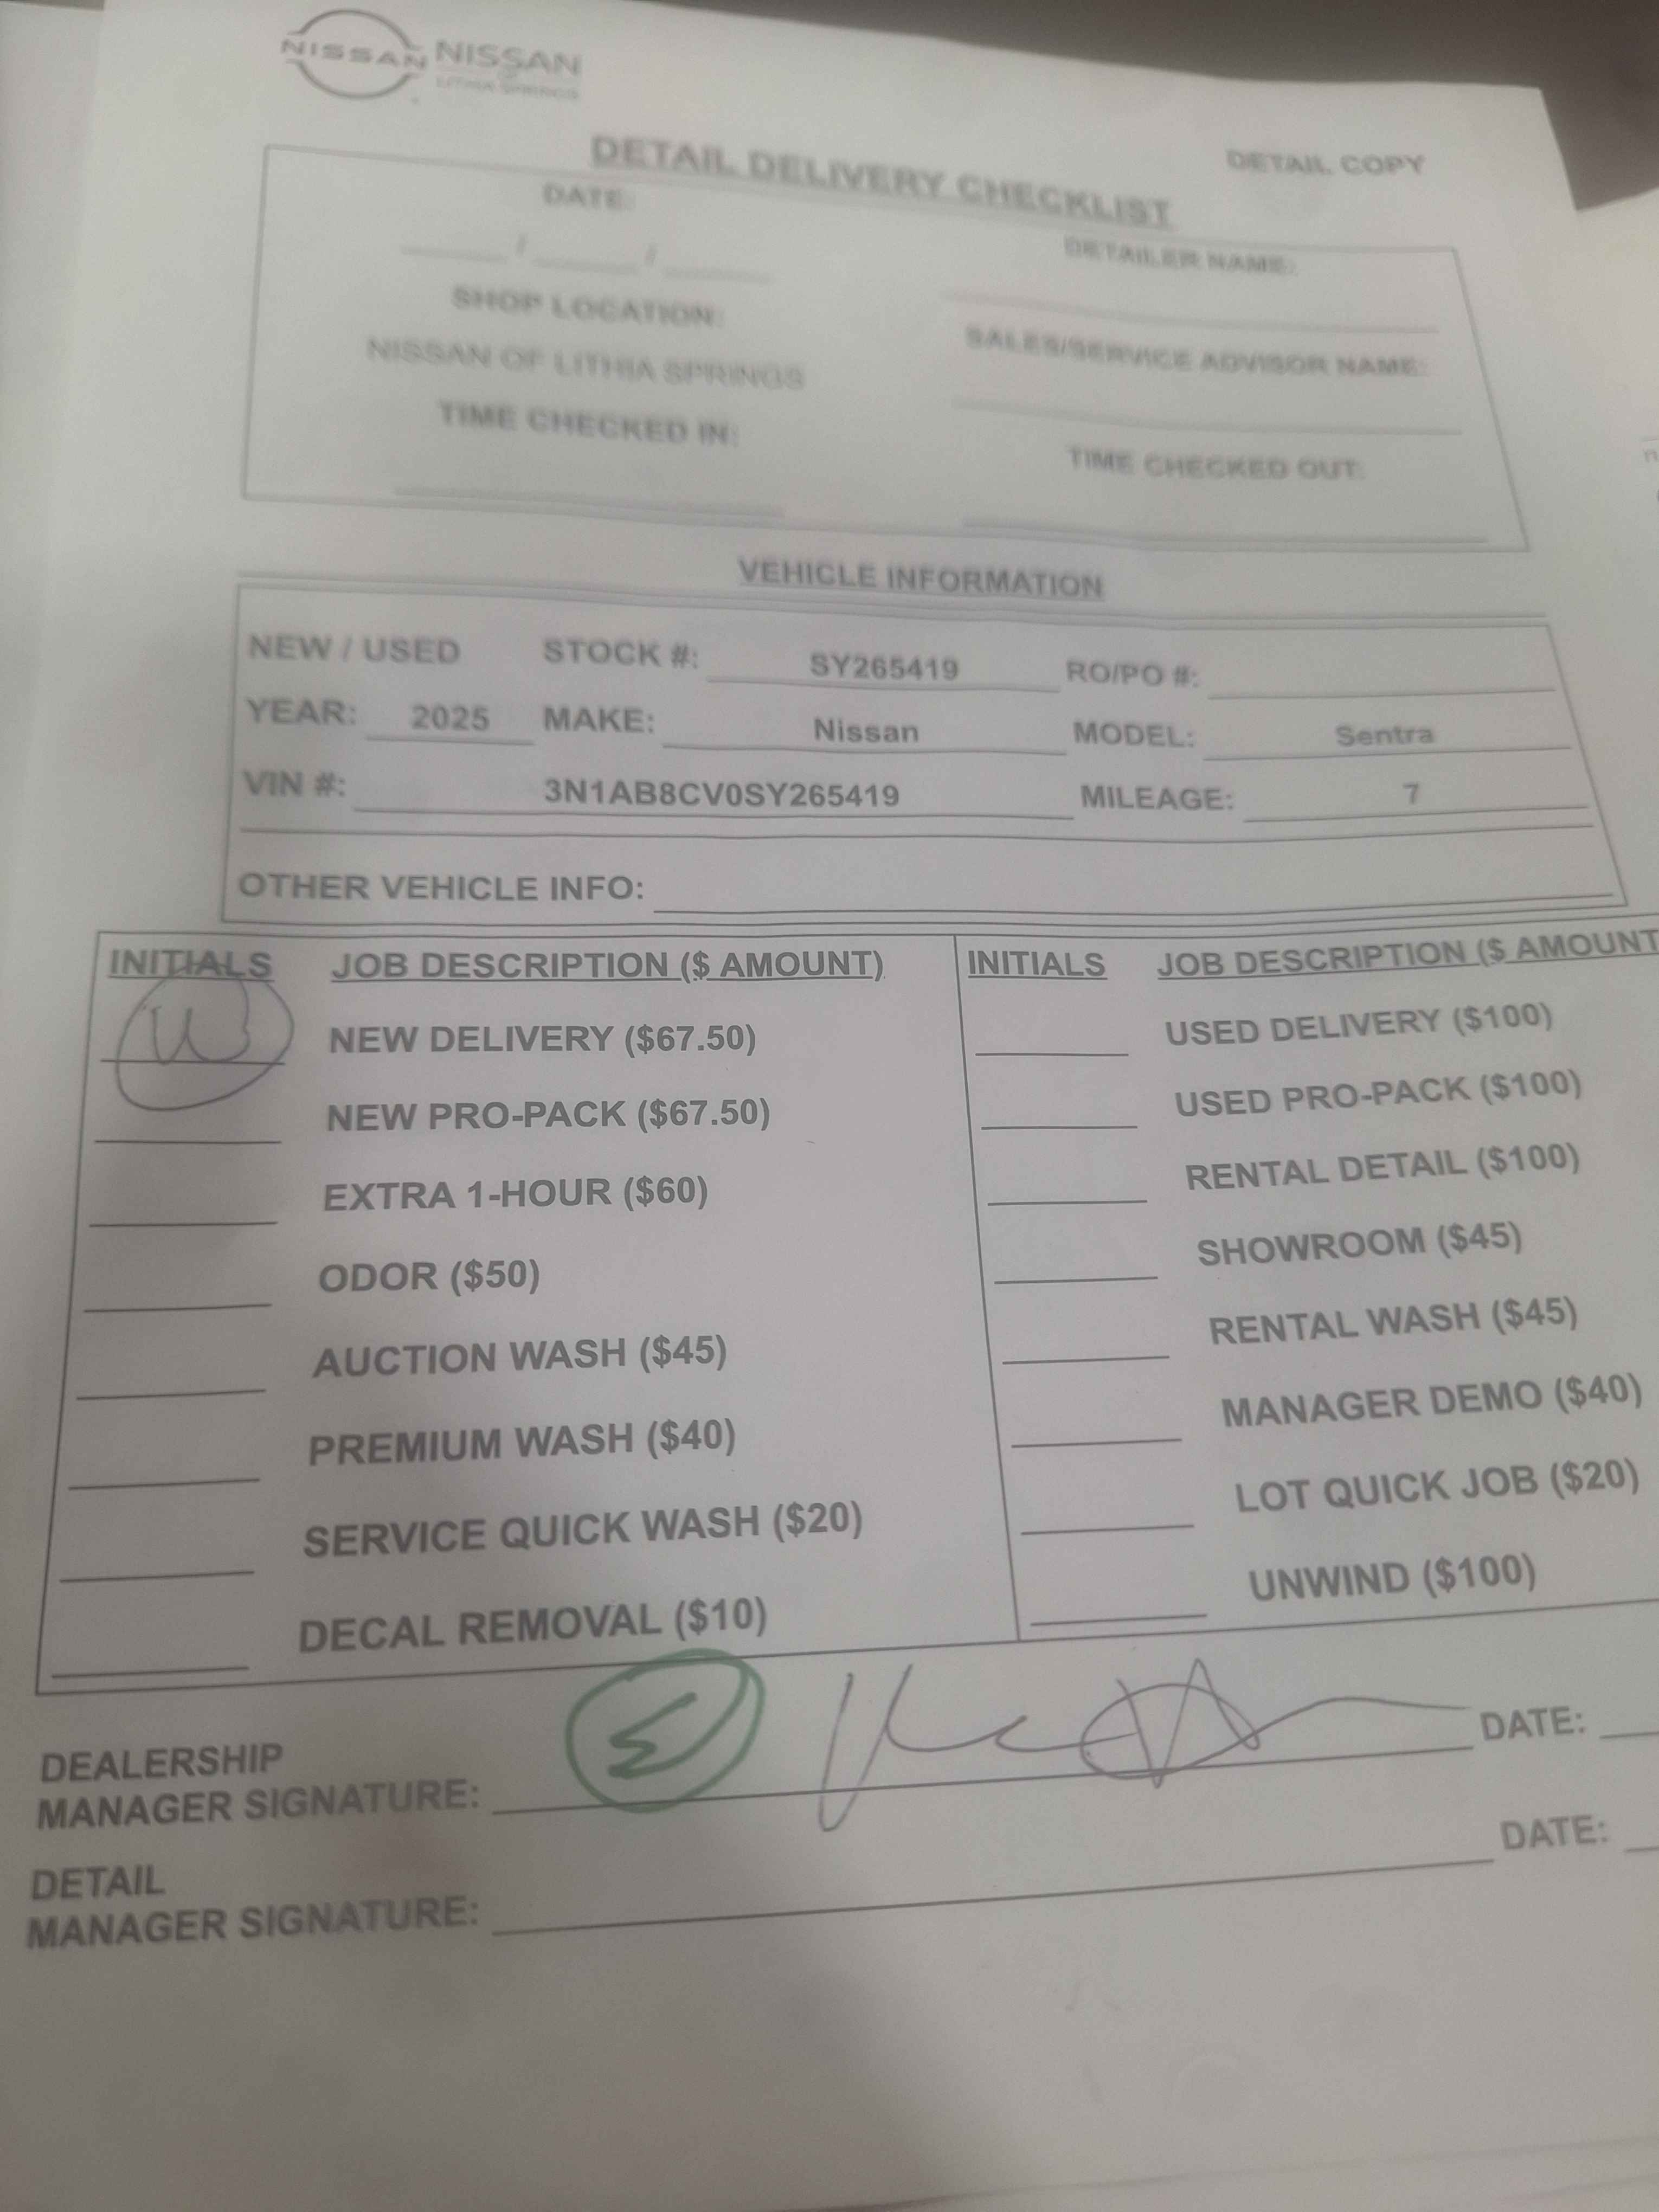 NISSAN NISSAN
OF
LITHIA SPRINGS
DETAIL COPY
DETAIL DELIVERY CHECKLIST
DATE:
/ /
DETAILER NAME:
SHOP LOCATION:
NISSAN OF LITHIA SPRINGS
SALES/SERVICE ADVISOR NAME:
TIME CHECKED IN:
TIME CHECKED OUT:
VEHICLE INFORMATION
NEW / USED STOCK #: SY265419 RO/PO #:
YEAR: 2025 MAKE: Nissan MODEL: Sentra
VIN #: 3N1AB8CV0SY265419 MILEAGE: 7
OTHER VEHICLE INFO:
INITIALS JOB DESCRIPTION ($ AMOUNT)
NEW DELIVERY ($67.50)
NEW PRO-PACK ($67.50)
EXTRA 1-HOUR ($60)
ODOR ($50)
AUCTION WASH ($45)
PREMIUM WASH ($40)
SERVICE QUICK WASH ($20)
DECAL REMOVAL ($10)
INITIALS JOB DESCRIPTION ($ AMOUNT
USED DELIVERY ($100)
USED PRO-PACK ($100)
RENTAL DETAIL ($100)
SHOWROOM ($45)
RENTAL WASH ($45)
MANAGER DEMO ($40)
LOT QUICK JOB ($20)
UNWIND ($100)
DEALERSHIP
MANAGER SIGNATURE: DATE:
DETAIL
MANAGER SIGNATURE: DATE: